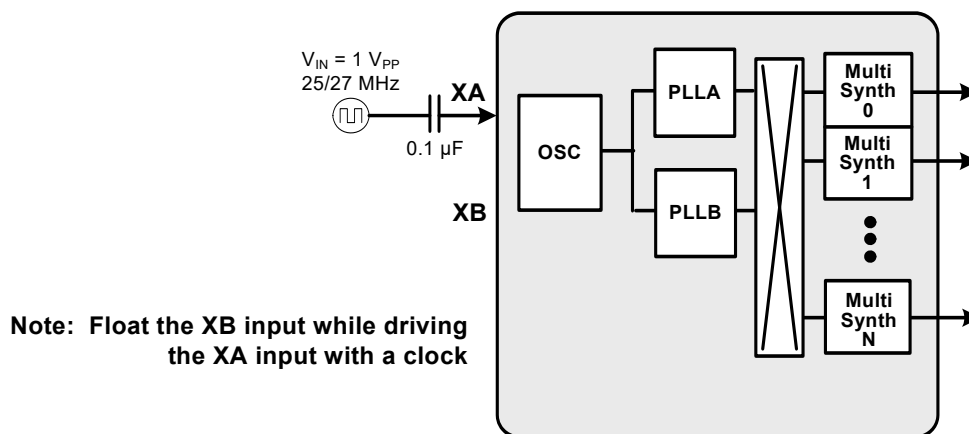 V_IN = 1 V_PP
25/27 MHz
XA
0.1 µF
XB
OSC
PLLA
PLLB
Multi
Synth
0
Multi
Synth
1
Multi
Synth
N
Note: Float the XB input while driving
the XA input with a clock